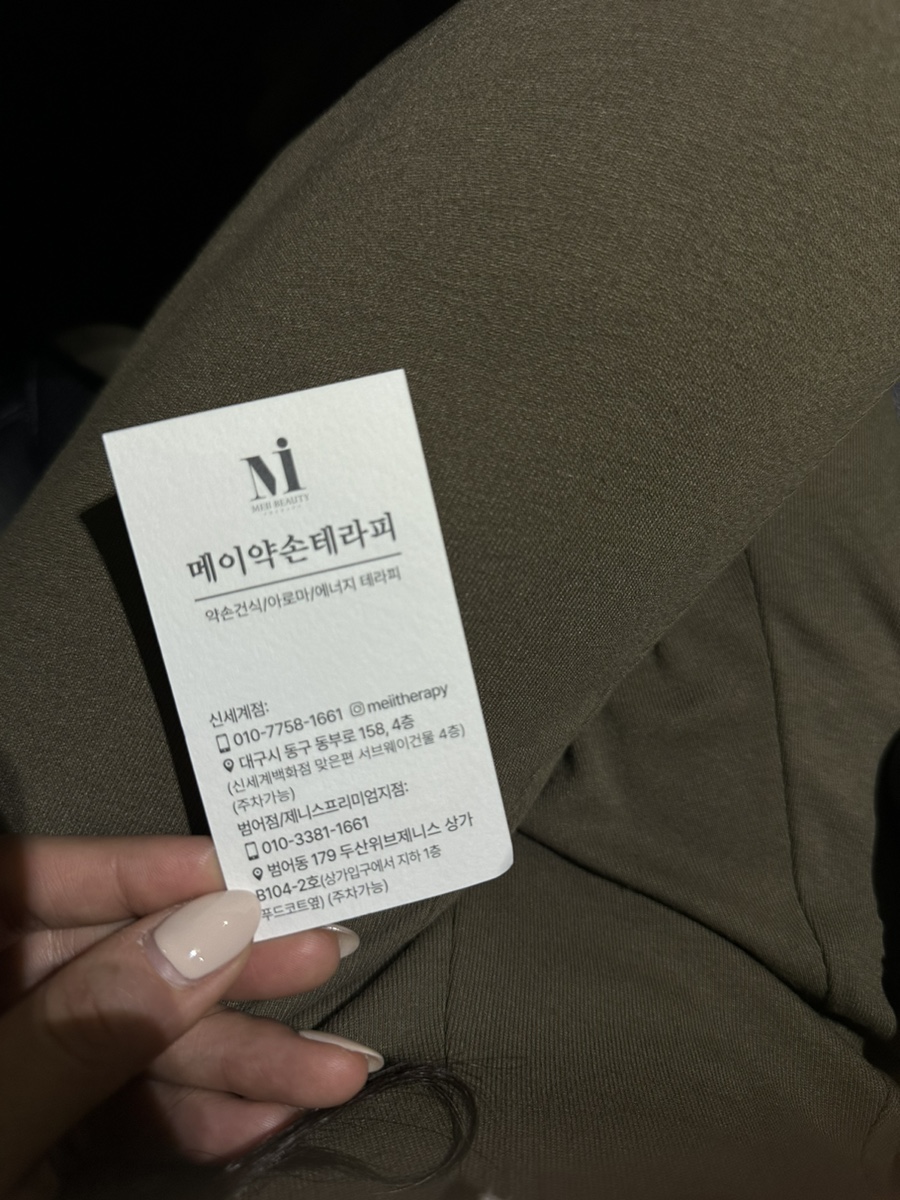 Mi
MEII BEAUTY
메이약손테라피
약손건식/아로마/에너지 테라피
신세계점:
010-7758-1661 meiitherapy
대구시 동구 동부로 158, 4층
(신세계백화점 맞은편 서브웨이건물 4층)
(주차가능)
범어점/제니스프리미엄지점:
010-3381-1661
범어동 179 두산위브제니스 상가
B104-2호(상가입구에서 지하 1층
푸드코트옆) (주차가능)